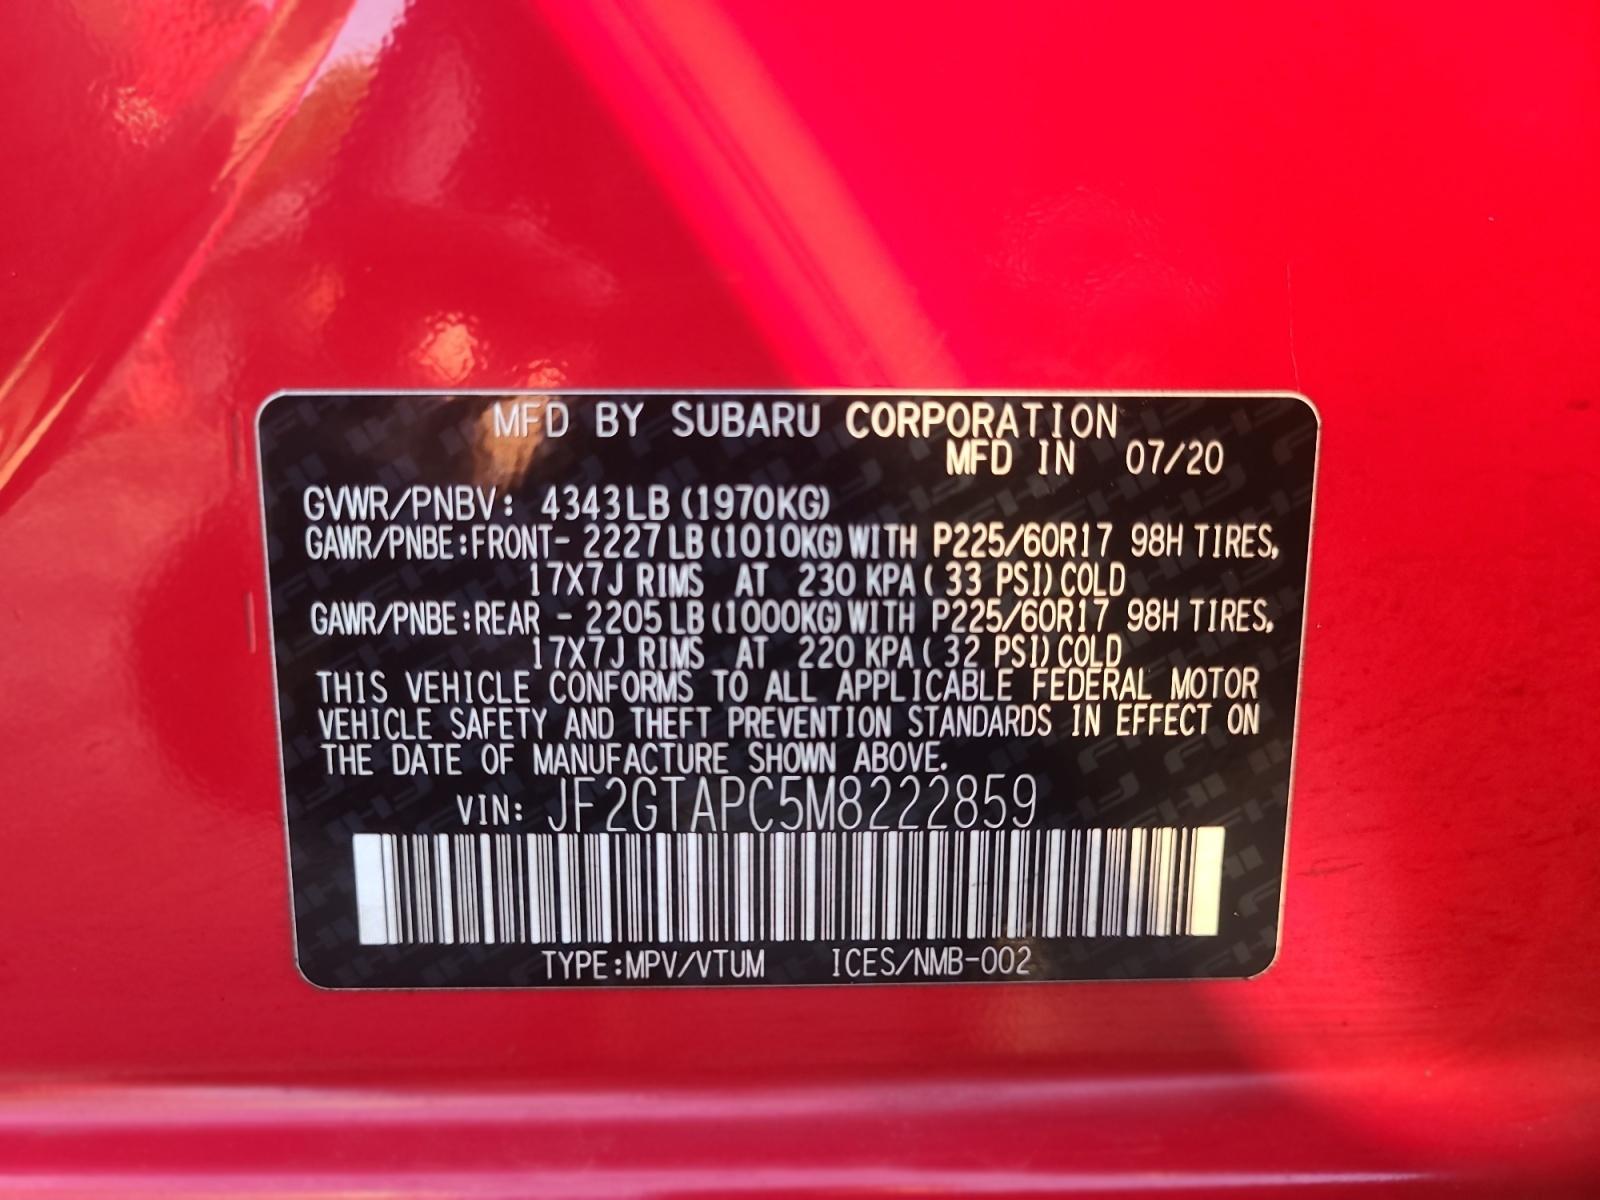 MFD BY SUBARU CORPORATION
MFD IN 07/20
GVWR/PNBV: 4343LB (1970KG)
GAWR/PNBE:FRONT- 2227LB(1010KG)WITH P225/60R17 98H TIRES,
17X7J RIMS AT 230 KPA( 33 PSI)COLD
GAWR/PNBE:REAR - 2205LB(1000KG)WITH P225/60R17 98H TIRES,
17X7J RIMS AT 220 KPA( 32 PSI)COLD
THIS VEHICLE CONFORMS TO ALL APPLICABLE FEDERAL MOTOR
VEHICLE SAFETY AND THEFT PREVENTION STANDARDS IN EFFECT ON
THE DATE OF MANUFACTURE SHOWN ABOVE.
VIN: JF2GTAPC5M8222859
TYPE:MPV/VTUM ICES/NMB-002